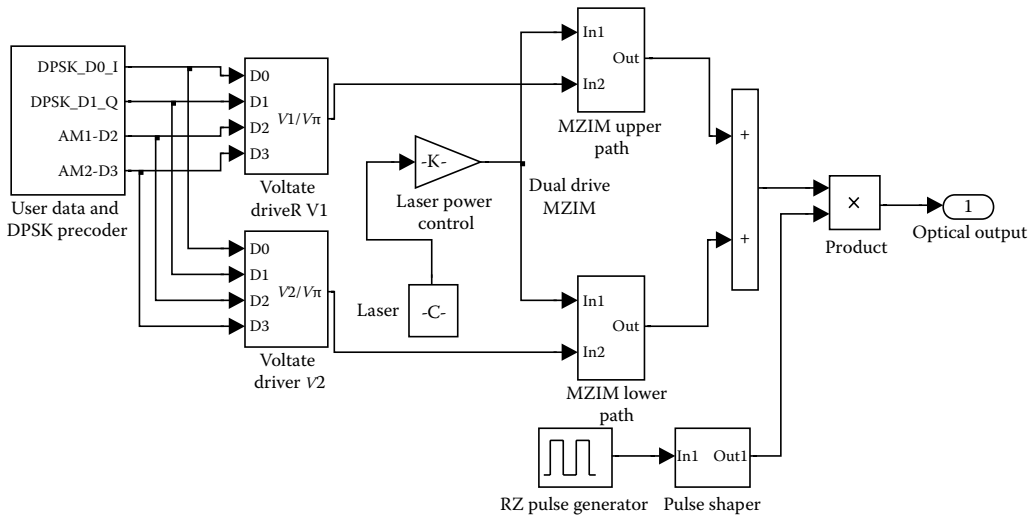 DPSK_D0_I
DPSK_D1_Q
AM1-D2
AM2-D3
User data and
DPSK precoder
D0
D1
D2
D3
V1/Vπ
Voltate
driveR V1
D0
D1
D2
D3
V2/Vπ
Voltate
driver V2
-K-
Laser power
control
Laser
-C-
Dual drive
MZIM
In1
In2
Out
MZIM upper
path
In1
In2
Out
MZIM lower
path
+
+
×
Product
1
Optical output
RZ pulse generator
In1
Out1
Pulse shaper